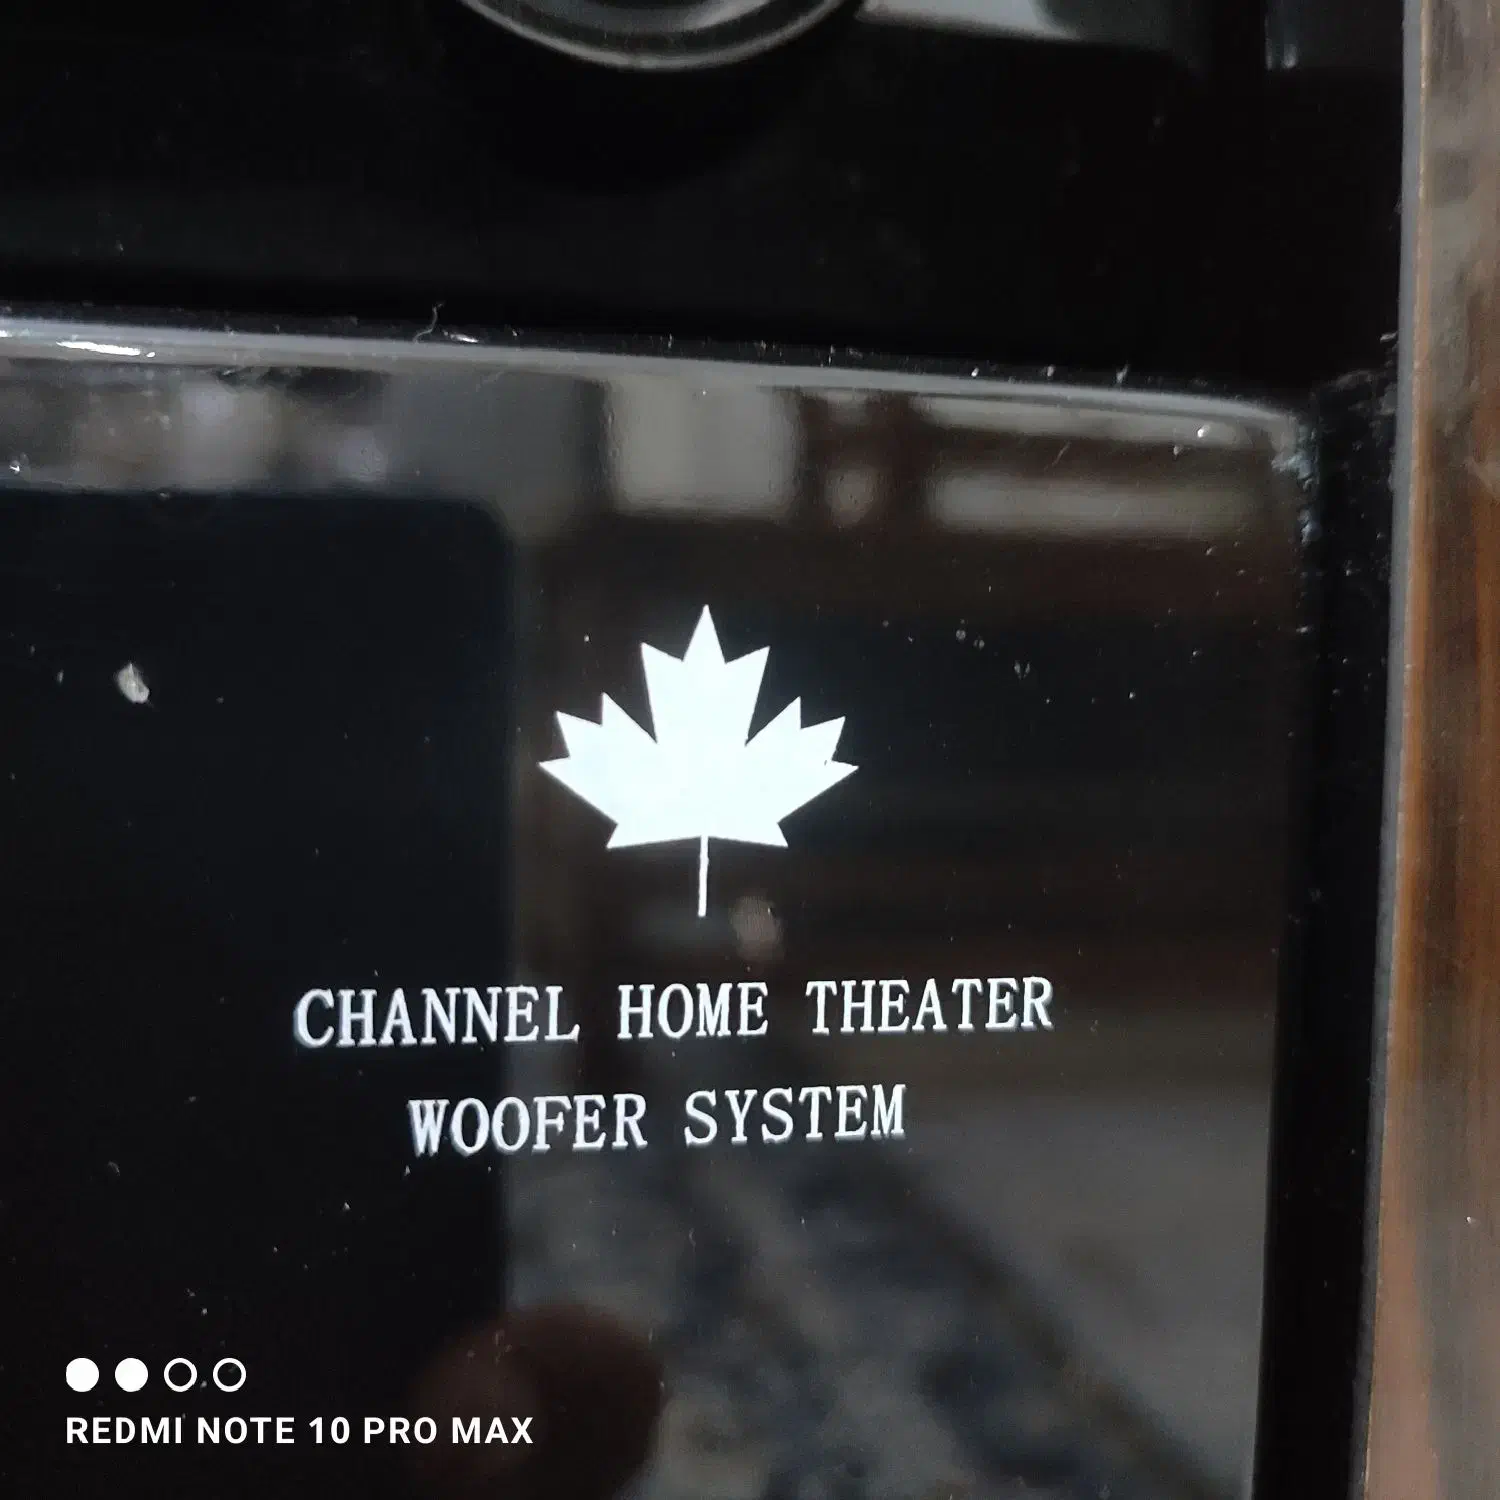 CHANNEL HOME THEATER
WOOFER SYSTEM
REDMI NOTE 10 PRO MAX